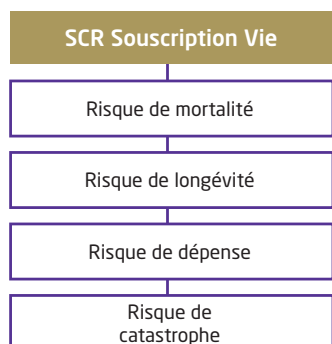 SCR Souscription Vie
Risque de mortalité
Risque de longévité
Risque de dépense
Risque de
catastrophe